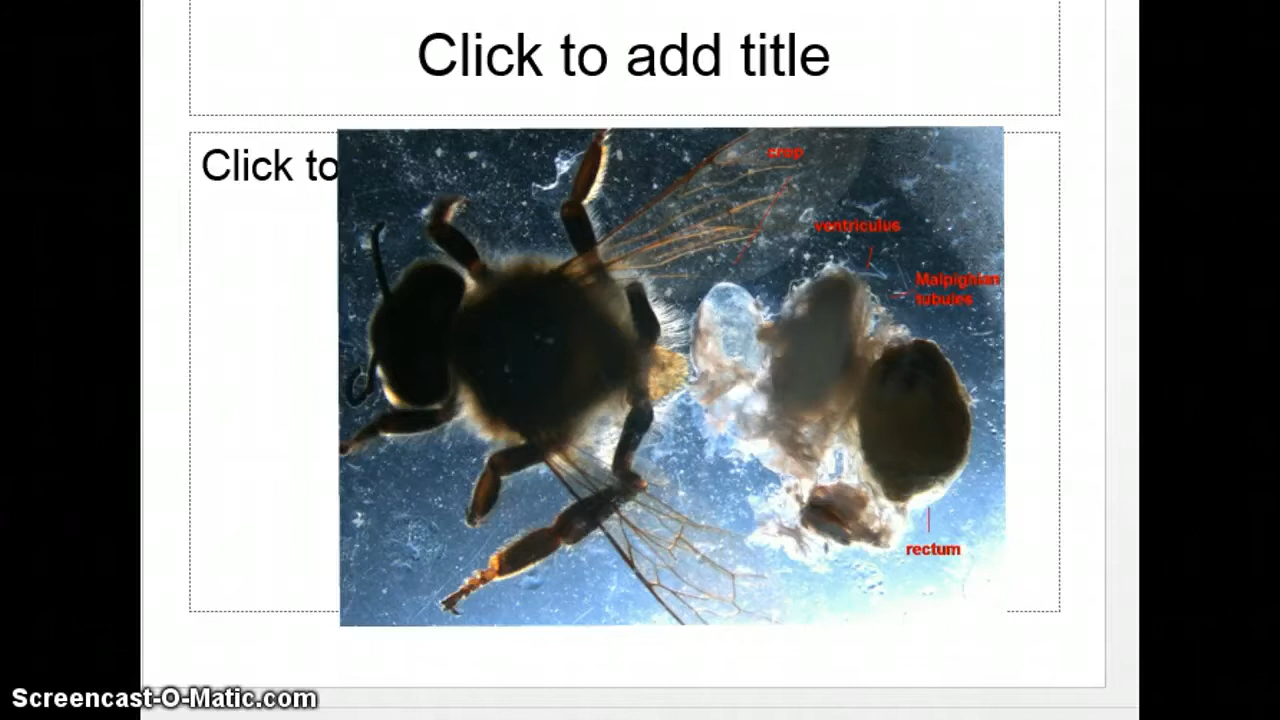 Click to add title
Click to
crop
ventriculus
Malpighian
tubules
rectum
Screencast-O-Matic.com